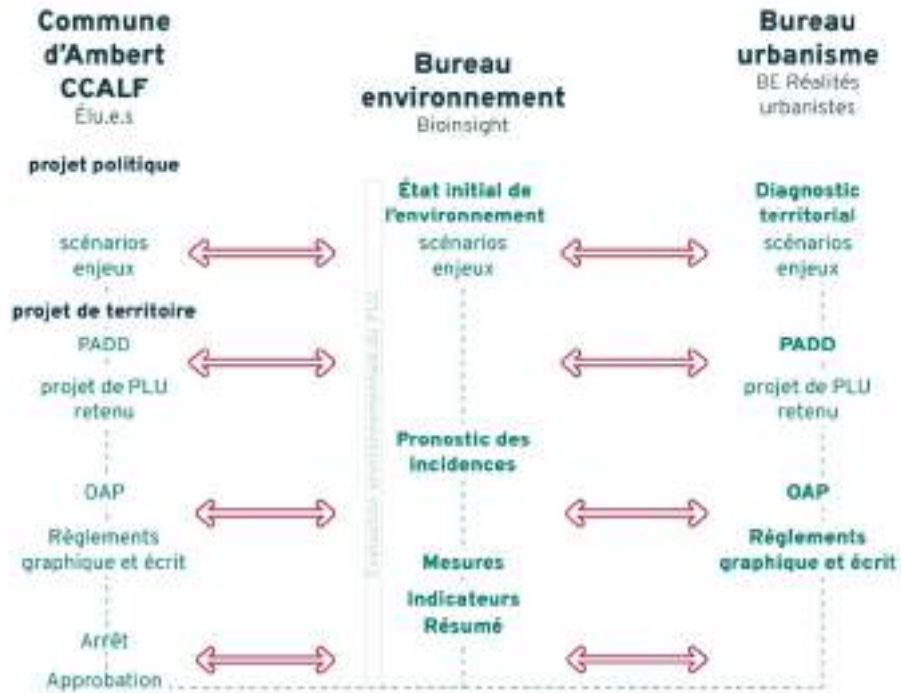 Commune
d'Ambert
CCALF
Élu.e.s
projet politique
scénarios
enjeux
projet de territoire
PADD
projet de PLU
retenu
OAP
Règlements
graphique et écrit
Arrêt
Approbation
Bureau
environnement
Bioinsight
État initial de
l'environnement
scénarios
enjeux
Pronostic des
incidences
Mesures
Indicateurs
Résumé
Bureau
urbanisme
BE Réalités
urbanistes
Diagnostic
territorial
scénarios
enjeux
PADD
projet de PLU
retenu
OAP
Règlements
graphique et écrit